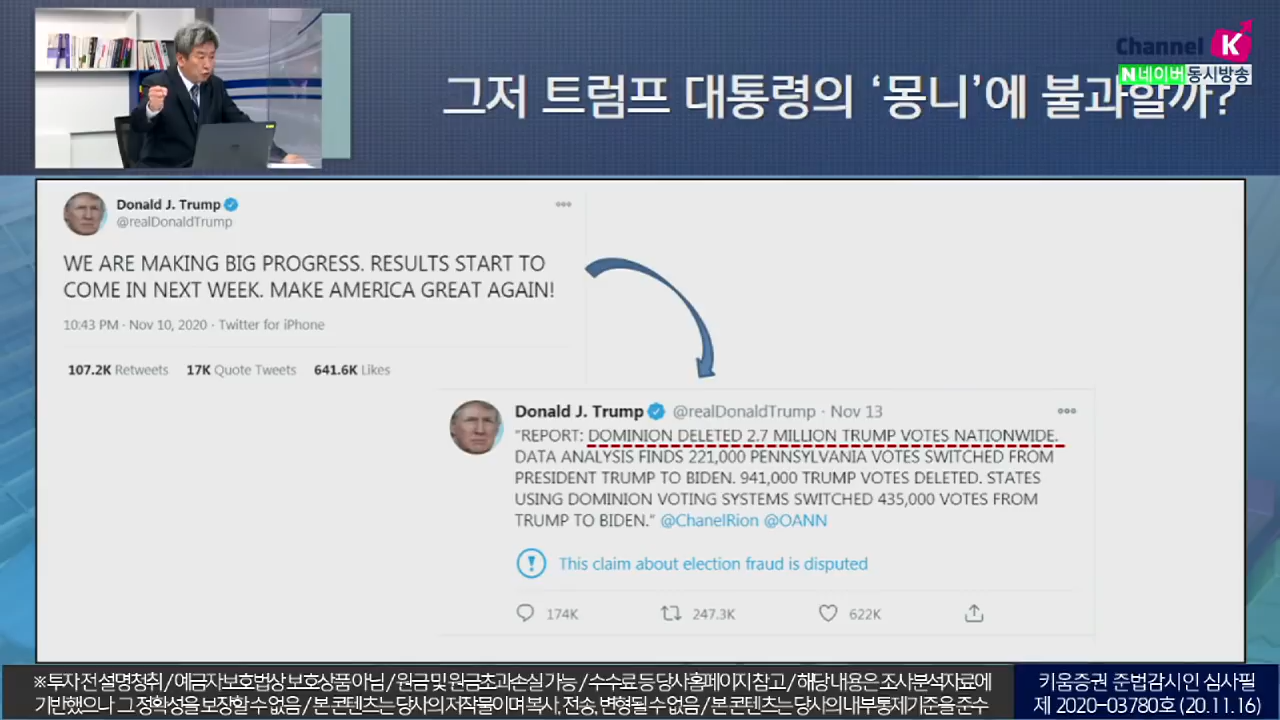 Channel K
N 네이버 동시방송
그저 트럼프 대통령의 ‘몽니’에 불과할까?
Donald J. Trump
@realDonaldTrump
WE ARE MAKING BIG PROGRESS. RESULTS START TO
COME IN NEXT WEEK. MAKE AMERICA GREAT AGAIN!
10:43 PM · Nov 10, 2020 · Twitter for iPhone
107.2K Retweets 17K Quote Tweets 641.6K Likes
Donald J. Trump @realDonaldTrump · Nov 13
“REPORT: DOMINION DELETED 2.7 MILLION TRUMP VOTES NATIONWIDE.
DATA ANALYSIS FINDS 221,000 PENNSYLVANIA VOTES SWITCHED FROM
PRESIDENT TRUMP TO BIDEN. 941,000 TRUMP VOTES DELETED. STATES
USING DOMINION VOTING SYSTEMS SWITCHED 435,000 VOTES FROM
TRUMP TO BIDEN.” @ChanelRion @OANN
This claim about election fraud is disputed
174K 247.3K 622K
※ 투자 전 설명청취 / 예금자보호법상 보호상품 아님 / 원금 및 원금초과손실 가능 / 수수료 등 당사홈페이지 참고 / 해당 내용은 조사분석자료에
기반했으나 그 정확성을 보장할 수 없음 / 본 콘텐츠는 당사의 저작물이며 복사, 전송, 변형될 수 없음 / 본 콘텐츠는 당사의 내부통제기준을 준수
키움증권 준법감시인 심사필
제 2020-03780호 (20.11.16)